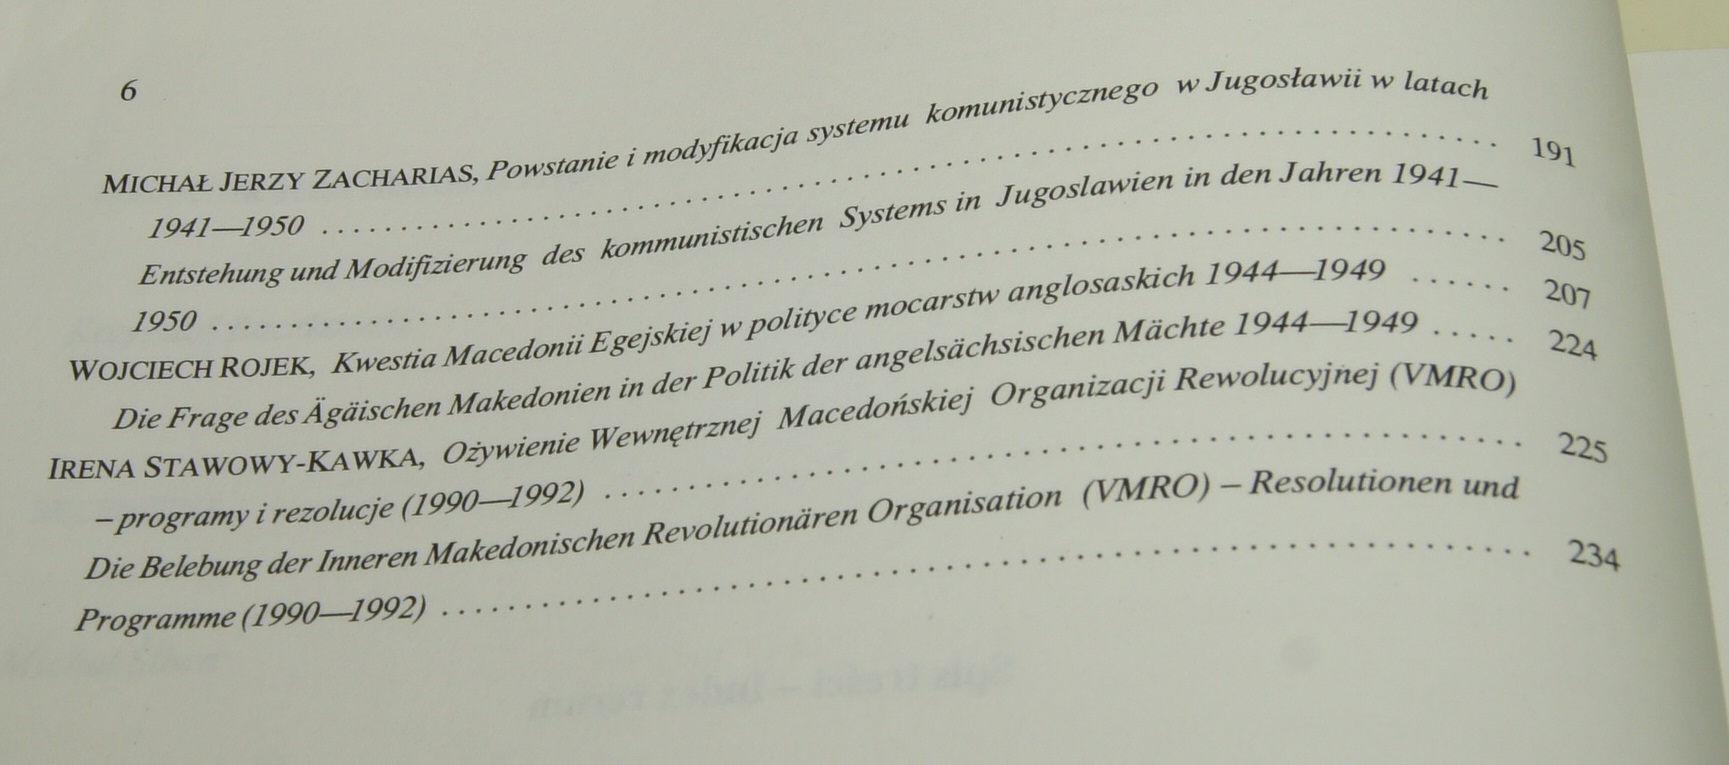 6
MICHAŁ JERZY ZACHARIAS, Powstanie i modyfikacja systemu komunistycznego w Jugosławii w latach
1941—1950 . . . . . . . . . . . . . . . . . . . . . . . . . . . . . . . . . . . . . . . . . . . . . . . . . . . . . . . . . . . . 191
Entstehung und Modifizierung des kommunistischen Systems in Jugoslawien in den Jahren 1941—
1950 . . . . . . . . . . . . . . . . . . . . . . . . . . . . . . . . . . . . . . . . . . . . . . . . . . . . . . . . . . . . . . . . 205
WOJCIECH ROJEK, Kwestia Macedonii Egejskiej w polityce mocarstw anglosaskich 1944—1949 . . . . . . 207
Die Frage des Ägäischen Makedonien in der Politik der angelsächsischen Mächte 1944—1949 . . . . . 224
IRENA STAWOWY-KAWKA, Ożywienie Wewnętrznej Macedońskiej Organizacji Rewolucyjnej (VMRO)
– programy i rezolucje (1990—1992) . . . . . . . . . . . . . . . . . . . . . . . . . . . . . . . . . . . . . . . . . . . . . 225
Die Belebung der Inneren Makedonischen Revolutionären Organisation (VMRO) – Resolutionen und
Programme (1990—1992) . . . . . . . . . . . . . . . . . . . . . . . . . . . . . . . . . . . . . . . . . . . . . . . . . . . . . 234
Spis treści – Index rerum